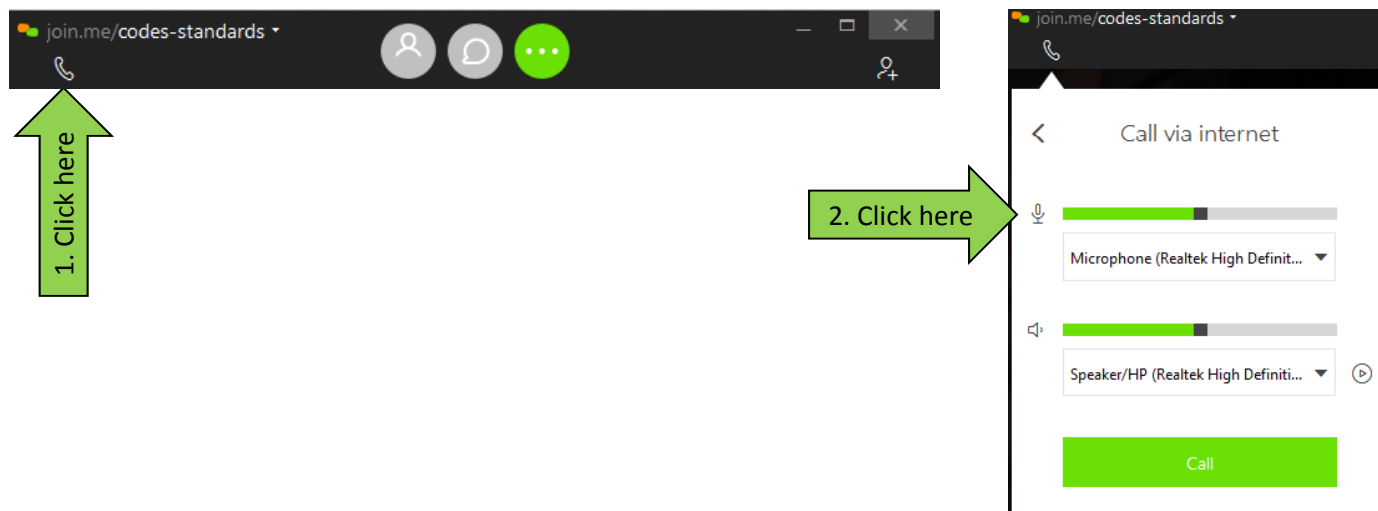 join.me/codes-standards
1. Click here
join.me/codes-standards
Call via internet
2. Click here
Microphone (Realtek High Definit...
Speaker/HP (Realtek High Definiti...
Call